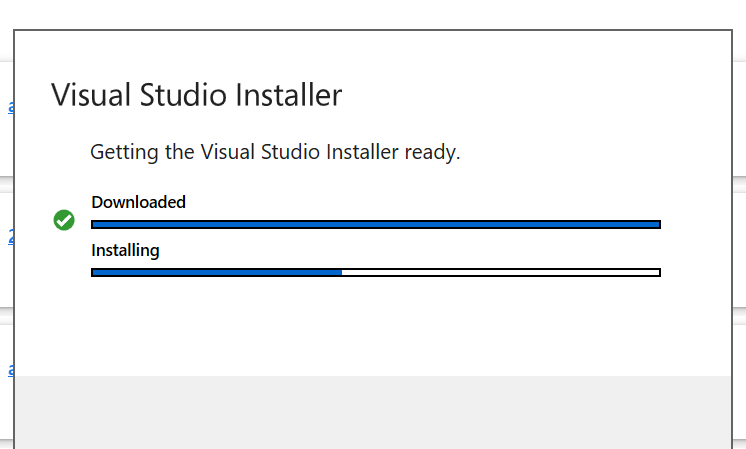 Visual Studio Installer
Getting the Visual Studio Installer ready.
Downloaded
Installing